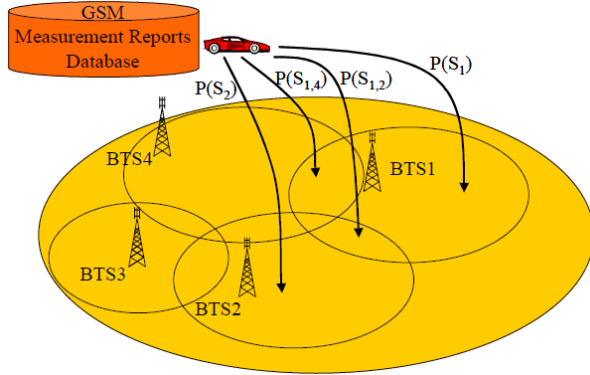 GSM
Measurement Reports
Database
P(S1)
P(S2)
P(S1,4)
P(S1,2)
BTS4
BTS1
BTS3
BTS2